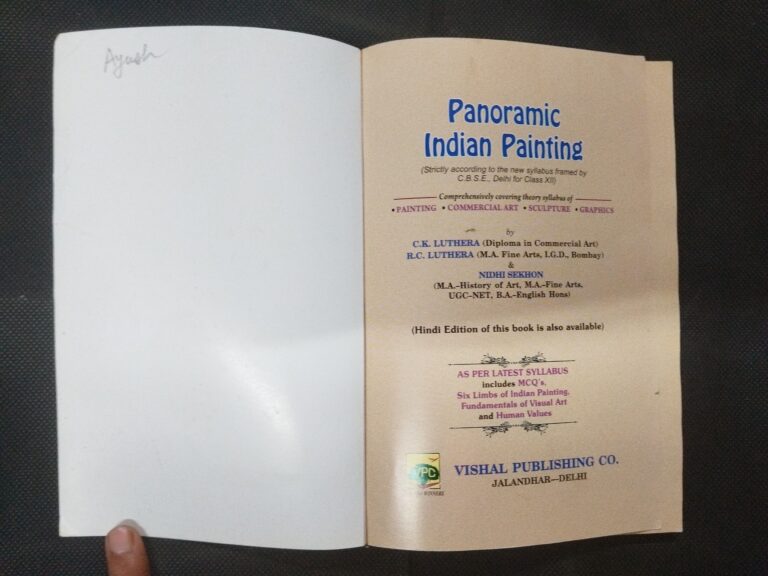 Ayush
Panoramic
Indian Painting
(Strictly according to the new syllabus framed by
C.B.S.E., Delhi for Class XII)
Comprehensively covering theory syllabus of
• PAINTING • COMMERCIAL ART • SCULPTURE • GRAPHICS
by
C.K. LUTHERA (Diploma in Commercial Art)
R.C. LUTHERA (M.A. Fine Arts, I.G.D., Bombay)
&
NIDHI SEKHON
(M.A.–History of Art, M.A.–Fine Arts,
UGC-NET, B.A.–English Hons)
(Hindi Edition of this book is also available)
AS PER LATEST SYLLABUS
includes MCQ's,
Six Limbs of Indian Painting,
Fundamentals of Visual Art
and Human Values
VPC
VISHAL PUBLISHING CO.
JALANDHAR—DELHI